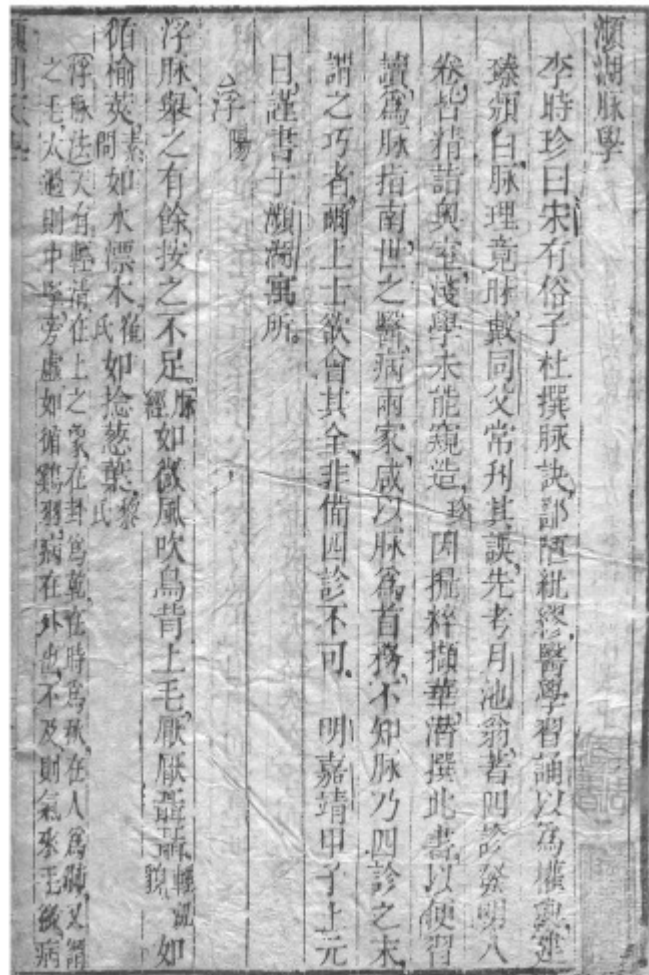 瀕湖脉學
李時珍曰宋有俗子杜撰脉訣鄙陋紕繆醫學習誦以為權輿逮
臻頒白脉理竟昧戴同父常刊其誤先考月池翁著四診發明八
卷皆精詣奥室淺學未能窺造珍因撮粹擷華潜撰此書以便習
讀為脉指南世之醫病兩家咸以脉為首務不知脉乃四診之末
謂之巧者爾上士欲會其全非備四診不可 明嘉靖甲子上元
日謹書于瀕湖寓所
浮陽
浮脉舉之有餘按之不足脉經如微風吹鳥背上毛厭厭聶聶輕汎貌如
循榆莢素問如水漂木崔氏如捻葱葉黎氏
浮脉法天有輕清在上之象在卦為乾在時為秋在人為肺又謂
之毛太過則中堅旁虛如循雞羽病在外也不及則氣來毛微病